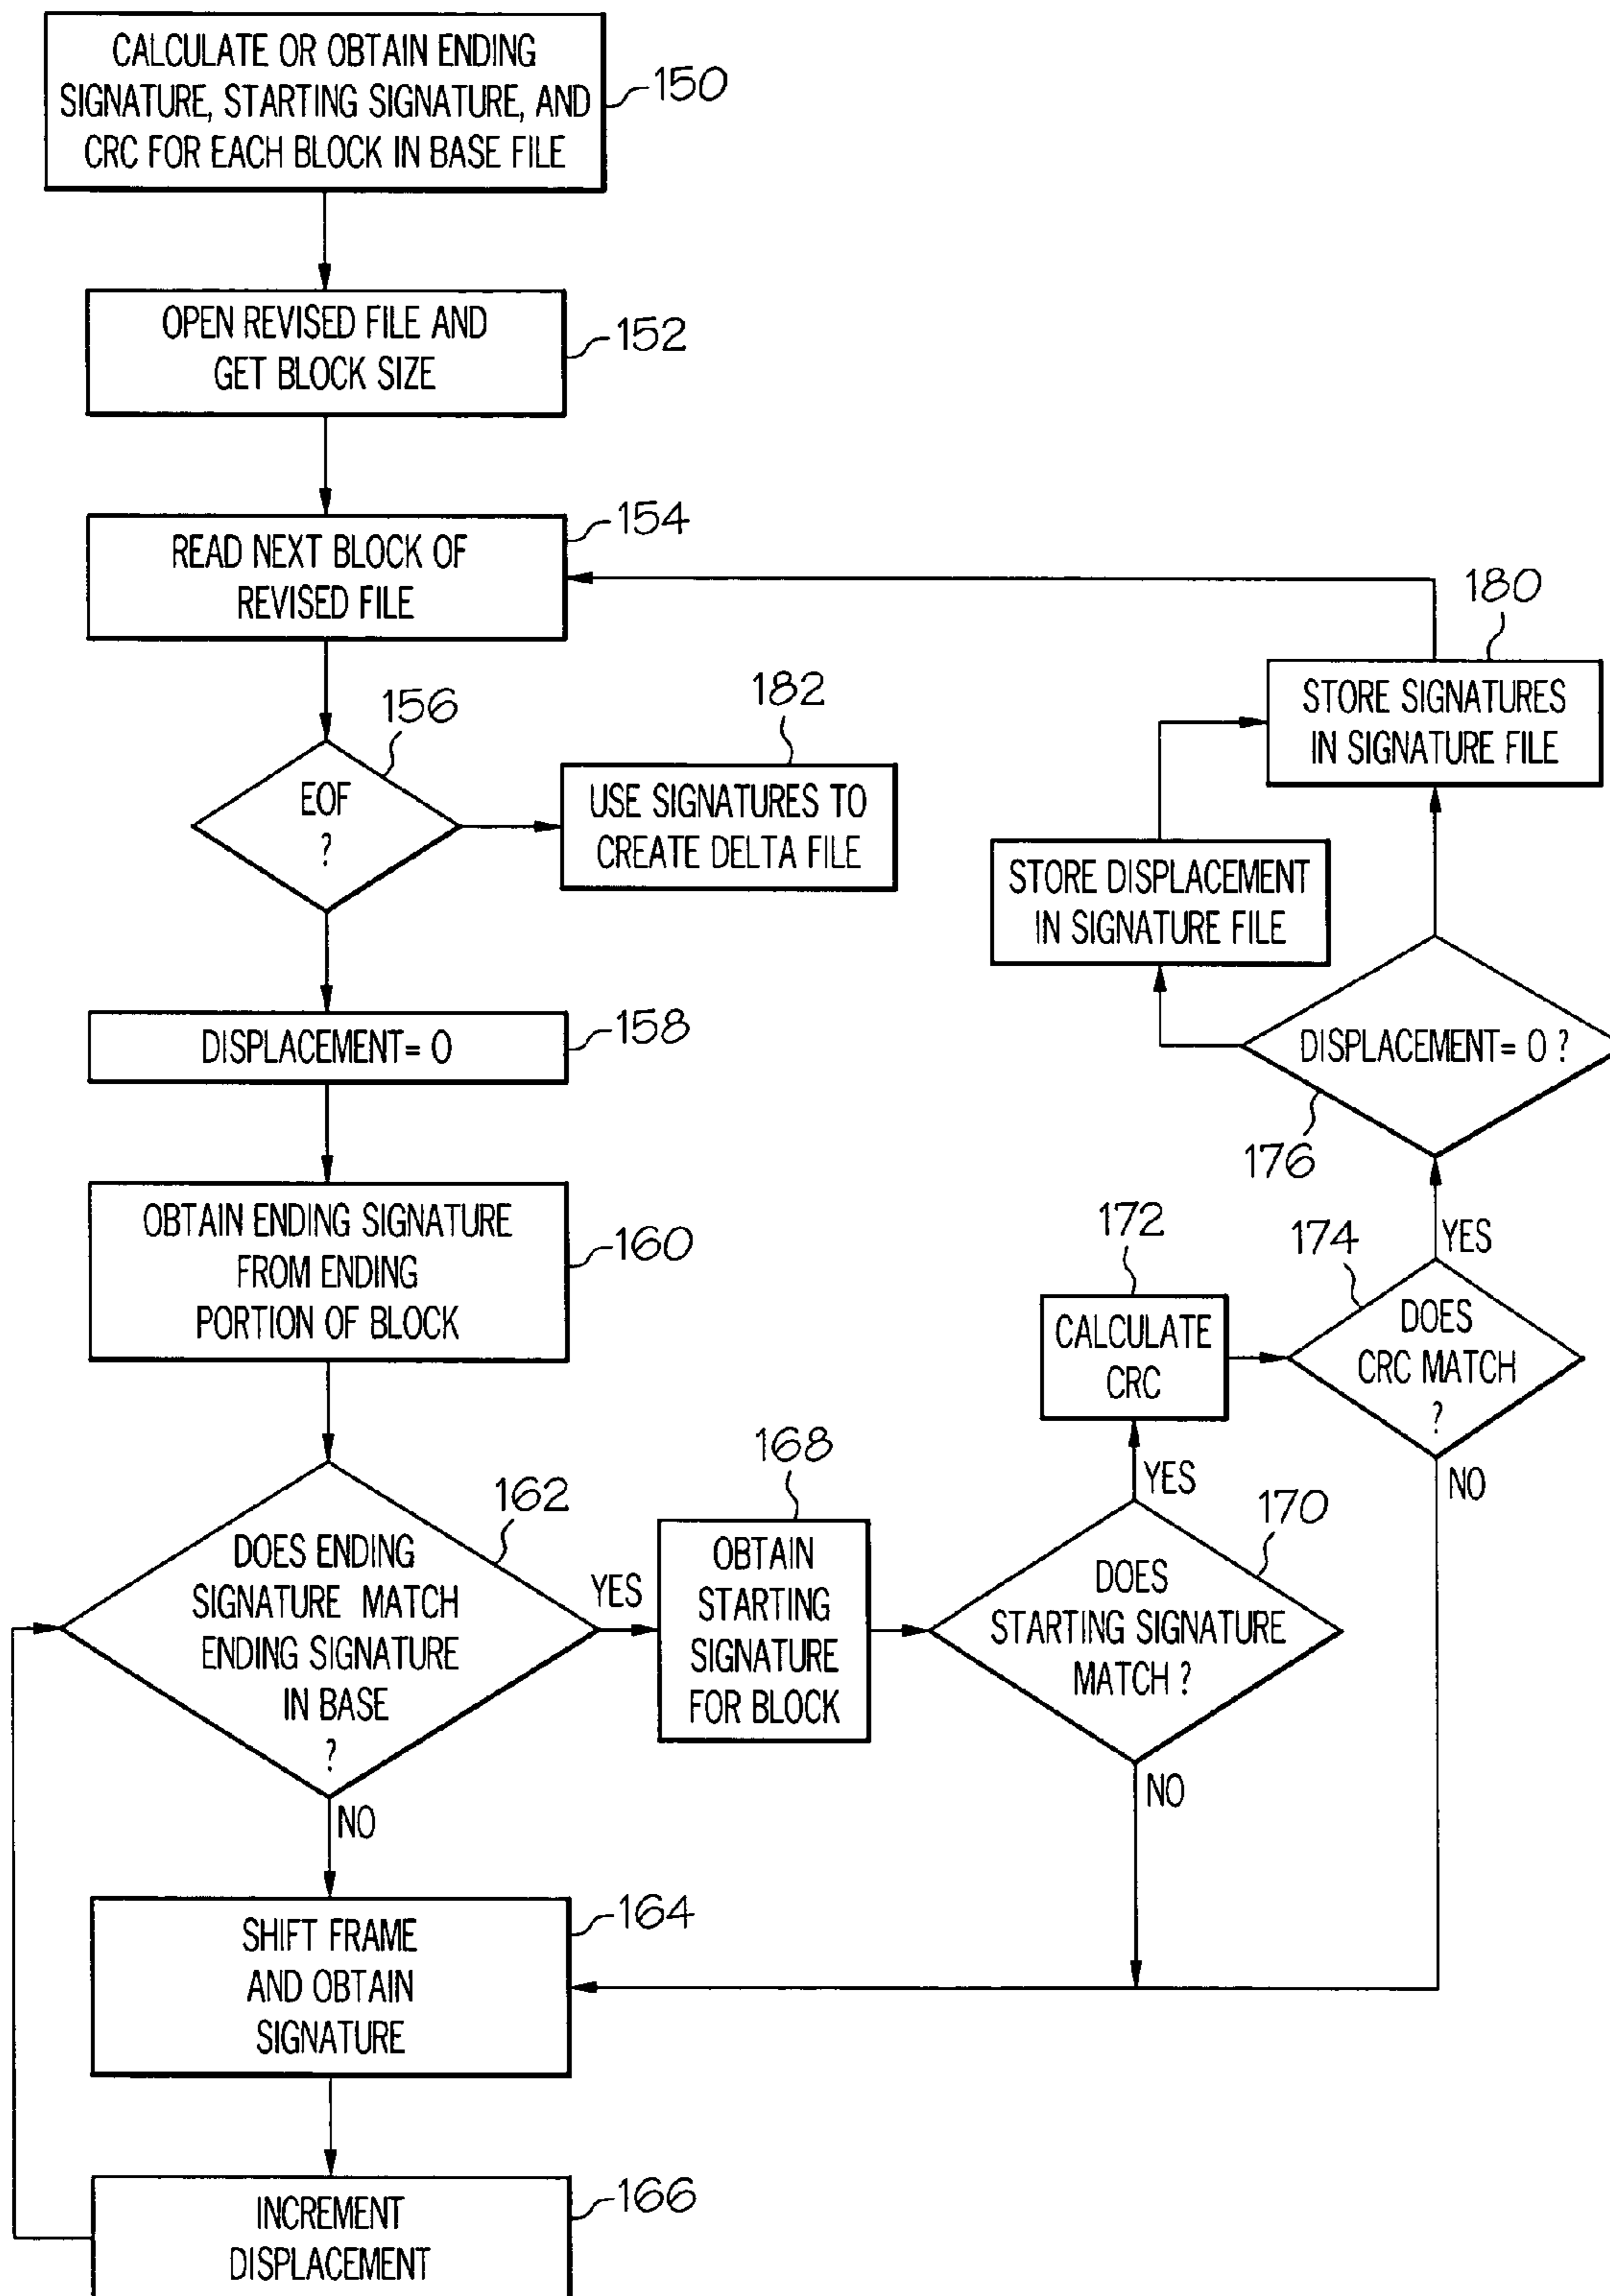 CALCULATE OR OBTAIN ENDING
SIGNATURE, STARTING SIGNATURE, AND
CRC FOR EACH BLOCK IN BASE FILE
150
OPEN REVISED FILE AND
GET BLOCK SIZE
152
READ NEXT BLOCK OF
REVISED FILE
154
EOF
?
156
USE SIGNATURES TO
CREATE DELTA FILE
182
DISPLACEMENT= 0
158
OBTAIN ENDING SIGNATURE
FROM ENDING
PORTION OF BLOCK
160
DOES ENDING
SIGNATURE MATCH
ENDING SIGNATURE
IN BASE
?
162
YES
NO
SHIFT FRAME
AND OBTAIN
SIGNATURE
164
INCREMENT
DISPLACEMENT
166
OBTAIN
STARTING
SIGNATURE
FOR BLOCK
168
DOES
STARTING SIGNATURE
MATCH ?
170
YES
NO
CALCULATE
CRC
172
DOES
CRC MATCH
?
174
YES
NO
DISPLACEMENT= 0 ?
176
STORE DISPLACEMENT
IN SIGNATURE FILE
STORE SIGNATURES
IN SIGNATURE FILE
180